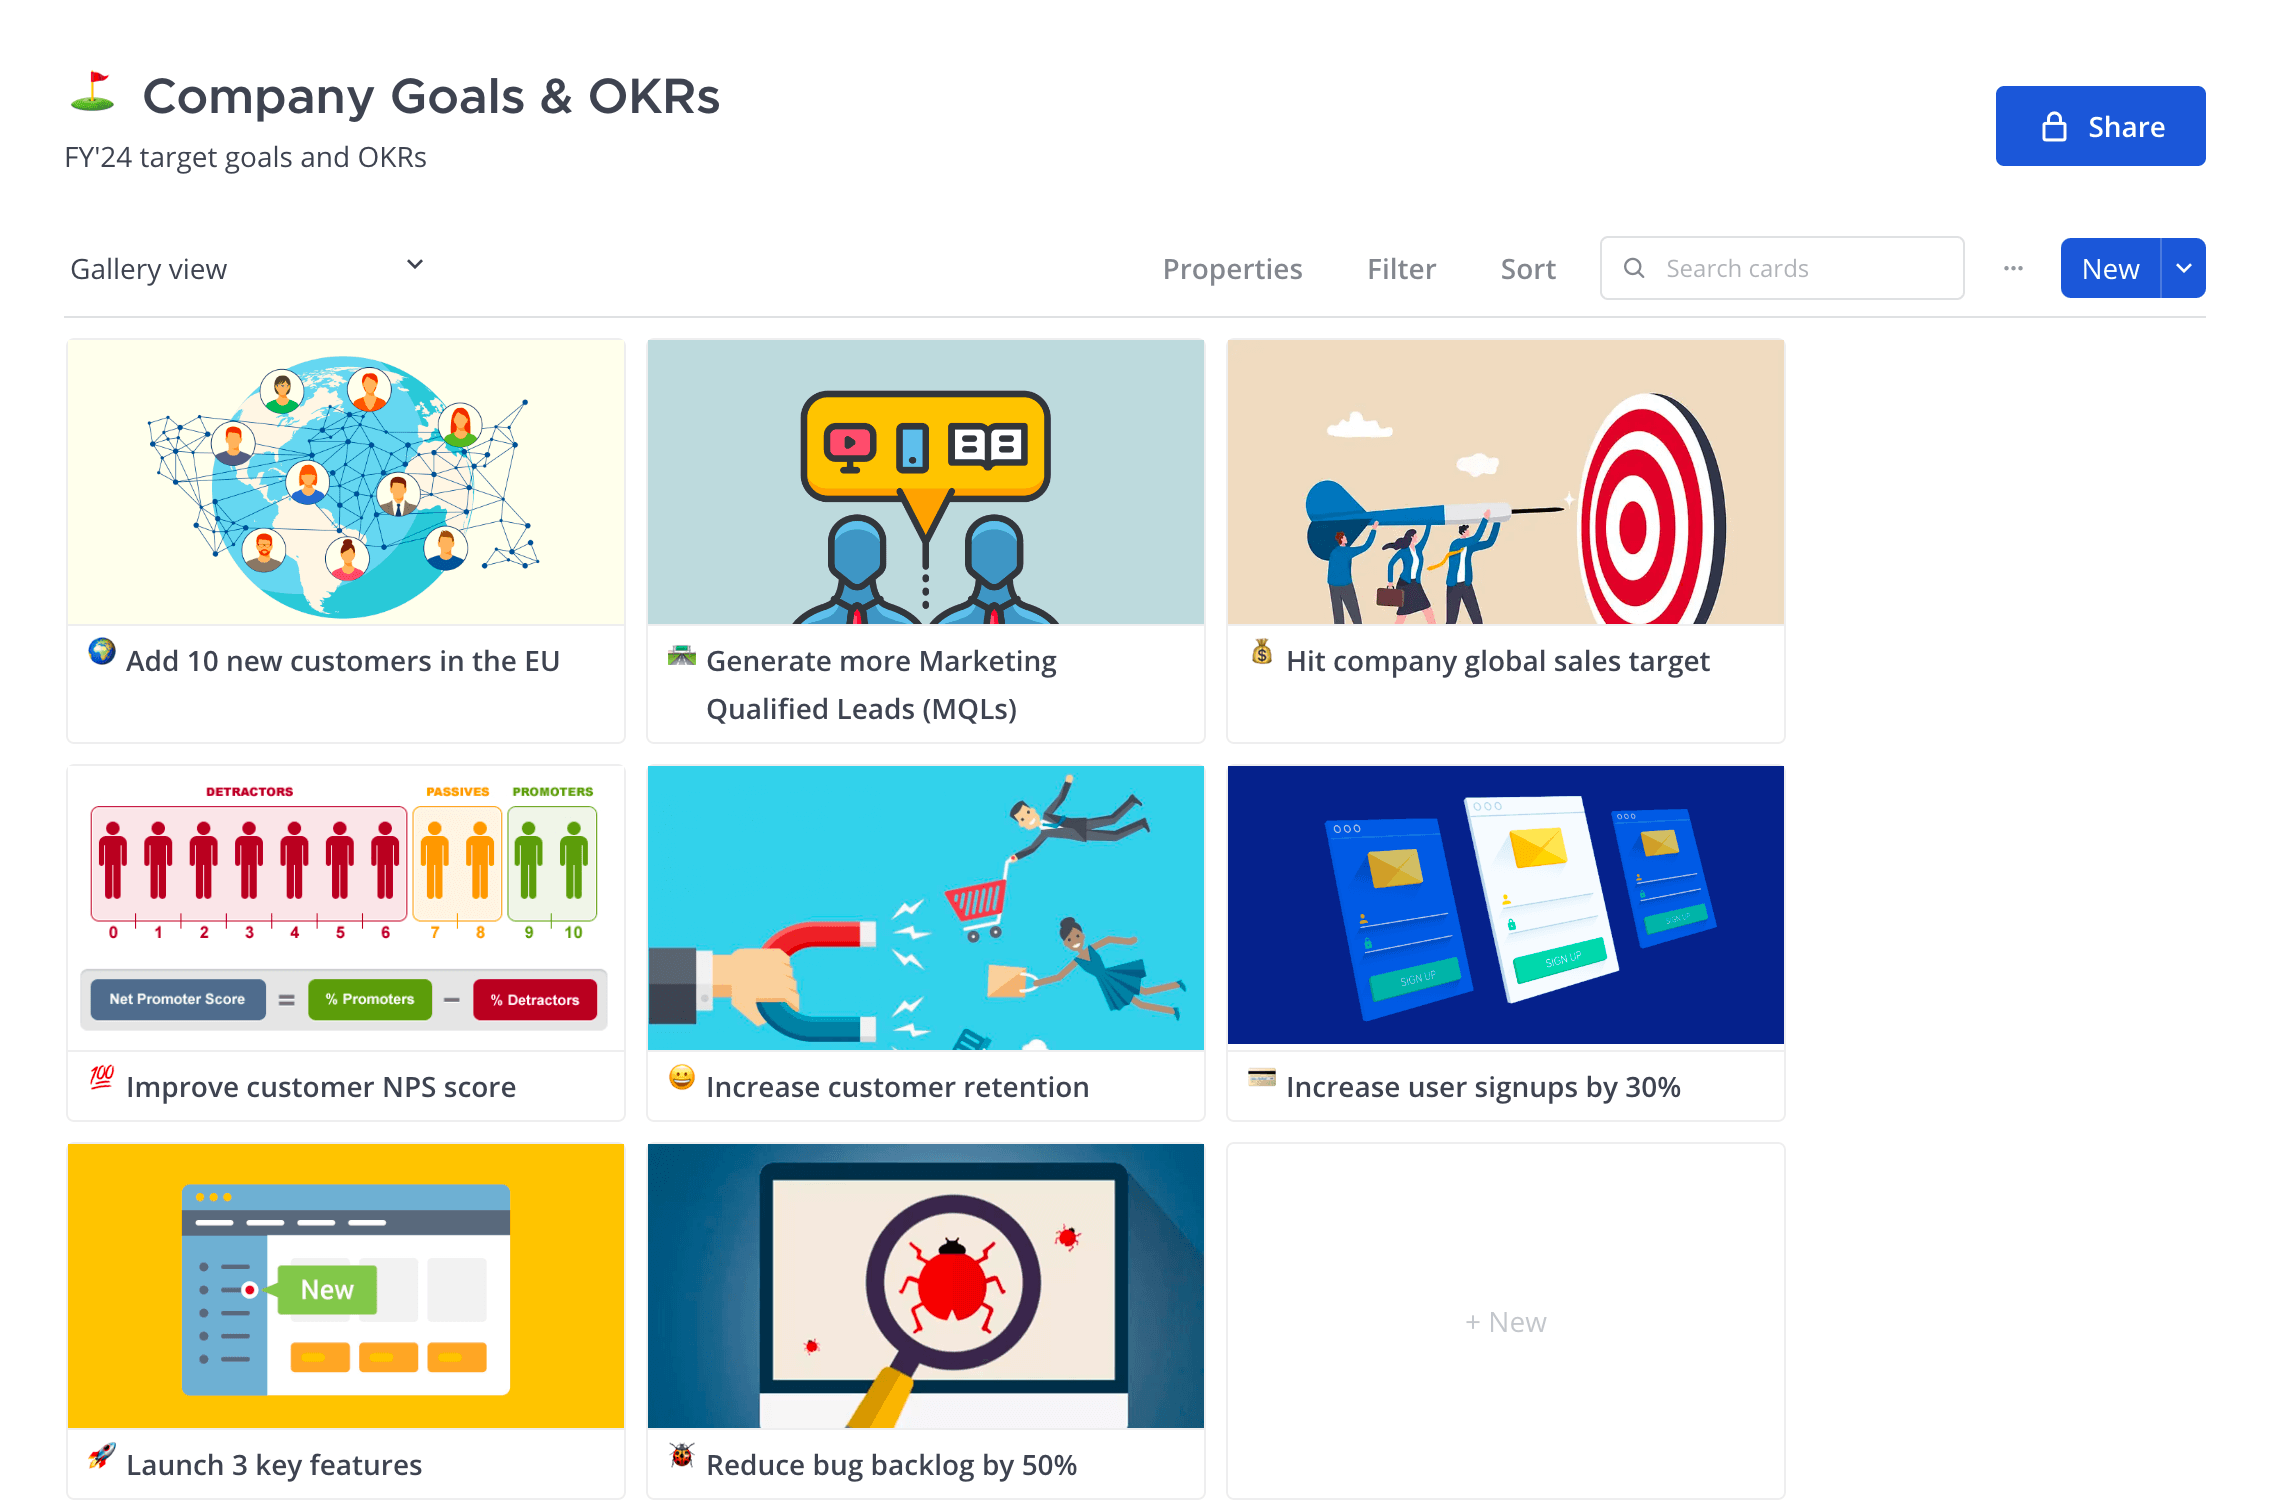 Company Goals & OKRs
FY'24 target goals and OKRs
Share
Gallery view
Properties
Filter
Sort
Search cards
New
Add 10 new customers in the EU
Generate more Marketing
Qualified Leads (MQLs)
Hit company global sales target
DETRACTORS PASSIVES PROMOTERS
0 1 2 3 4 5 6 7 8 9 10
Net Promoter Score = % Promoters – % Detractors
Improve customer NPS score
Increase customer retention
SIGN UP
SIGN UP
SIGN UP
Increase user signups by 30%
New
Launch 3 key features
Reduce bug backlog by 50%
+ New